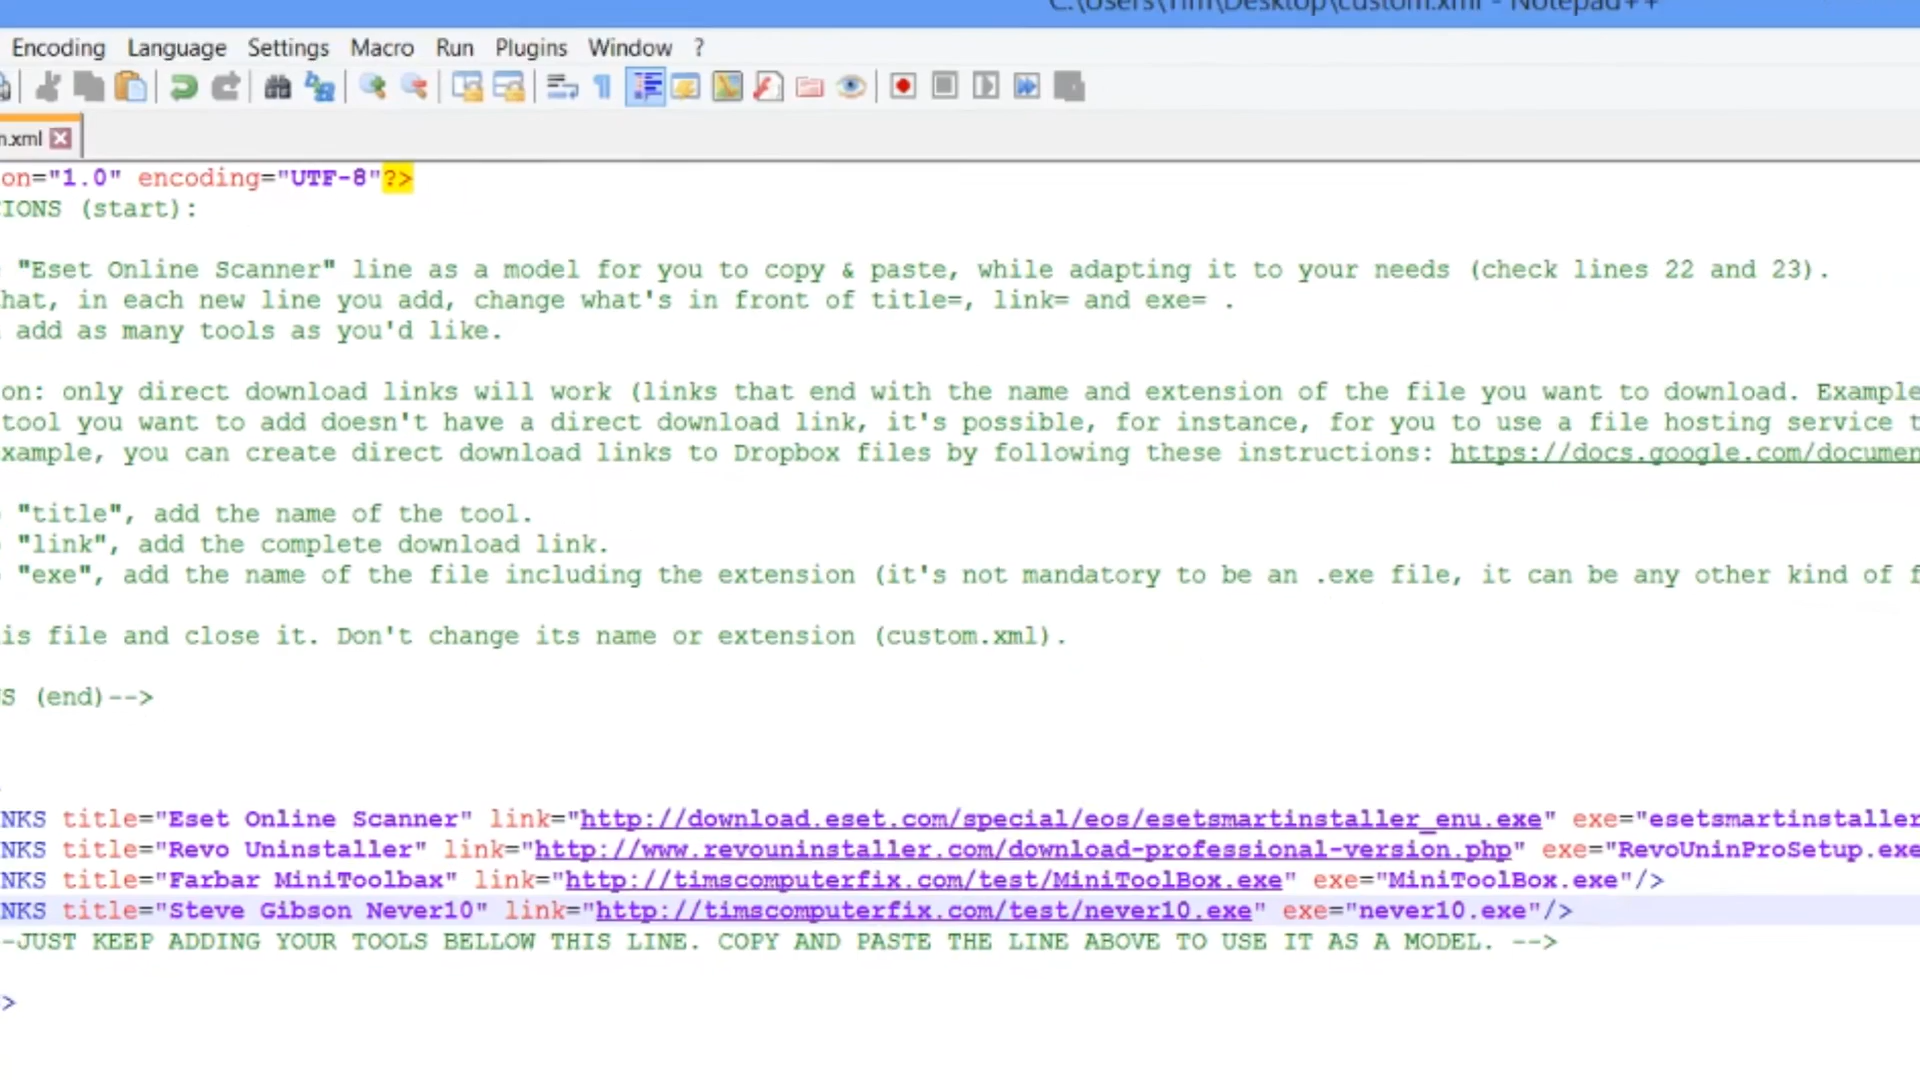 C:\Users\Tim\Desktop\custom.xml - Notepad++
Encoding Language Settings Macro Run Plugins Window ?
m.xml
on="1.0" encoding="UTF-8"?>
IONS (start):
"Eset Online Scanner" line as a model for you to copy & paste, while adapting it to your needs (check lines 22 and 23).
hat, in each new line you add, change what's in front of title=, link= and exe= .
add as many tools as you'd like.
on: only direct download links will work (links that end with the name and extension of the file you want to download. Example
tool you want to add doesn't have a direct download link, it's possible, for instance, for you to use a file hosting service t
xample, you can create direct download links to Dropbox files by following these instructions: https://docs.google.com/documen
"title", add the name of the tool.
"link", add the complete download link.
"exe", add the name of the file including the extension (it's not mandatory to be an .exe file, it can be any other kind of f
is file and close it. Don't change its name or extension (custom.xml).
S (end)-->
NKS title="Eset Online Scanner" link="http://download.eset.com/special/eos/esetsmartinstaller_enu.exe" exe="esetsmartinstaller
NKS title="Revo Uninstaller" link="http://www.revouninstaller.com/download-professional-version.php" exe="RevoUninProSetup.exe
NKS title="Farbar MiniToolbax" link="http://timscomputerfix.com/test/MiniToolBox.exe" exe="MiniToolBox.exe"/>
NKS title="Steve Gibson Never10" link="http://timscomputerfix.com/test/never10.exe" exe="never10.exe"/>
-JUST KEEP ADDING YOUR TOOLS BELLOW THIS LINE. COPY AND PASTE THE LINE ABOVE TO USE IT AS A MODEL. -->
>